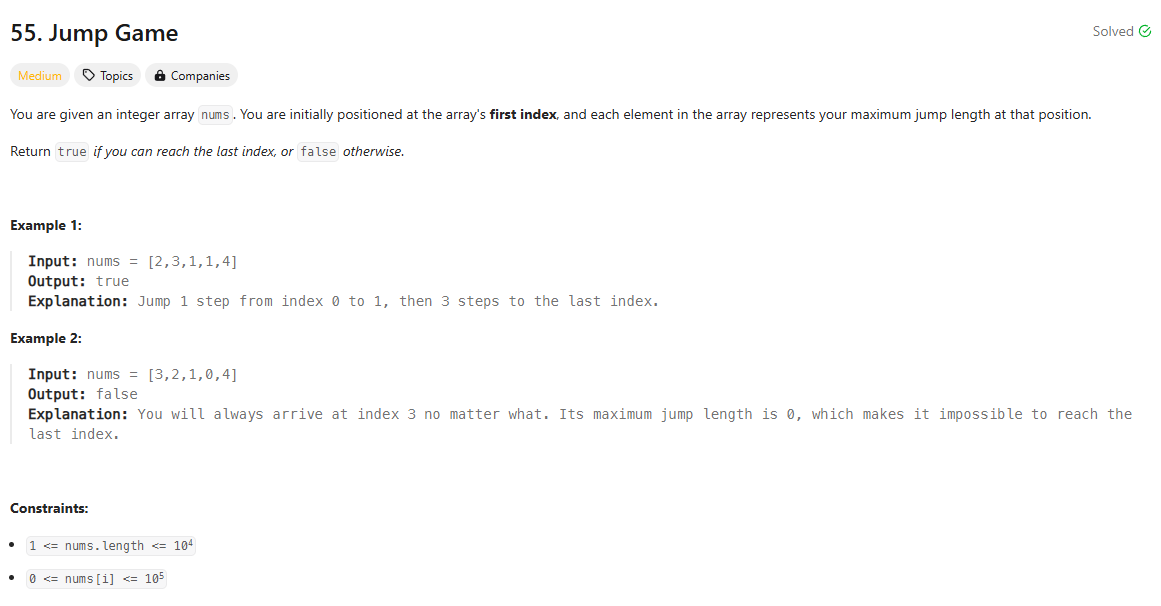 55. Jump Game
Solved
Medium
Topics
Companies
You are given an integer array nums. You are initially positioned at the array's first index, and each element in the array represents your maximum jump length at that position.
Return true if you can reach the last index, or false otherwise.
Example 1:
Input: nums = [2,3,1,1,4]
Output: true
Explanation: Jump 1 step from index 0 to 1, then 3 steps to the last index.
Example 2:
Input: nums = [3,2,1,0,4]
Output: false
Explanation: You will always arrive at index 3 no matter what. Its maximum jump length is 0, which makes it impossible to reach the
last index.
Constraints:
• 1 <= nums.length <= 10⁴
• 0 <= nums[i] <= 10⁵